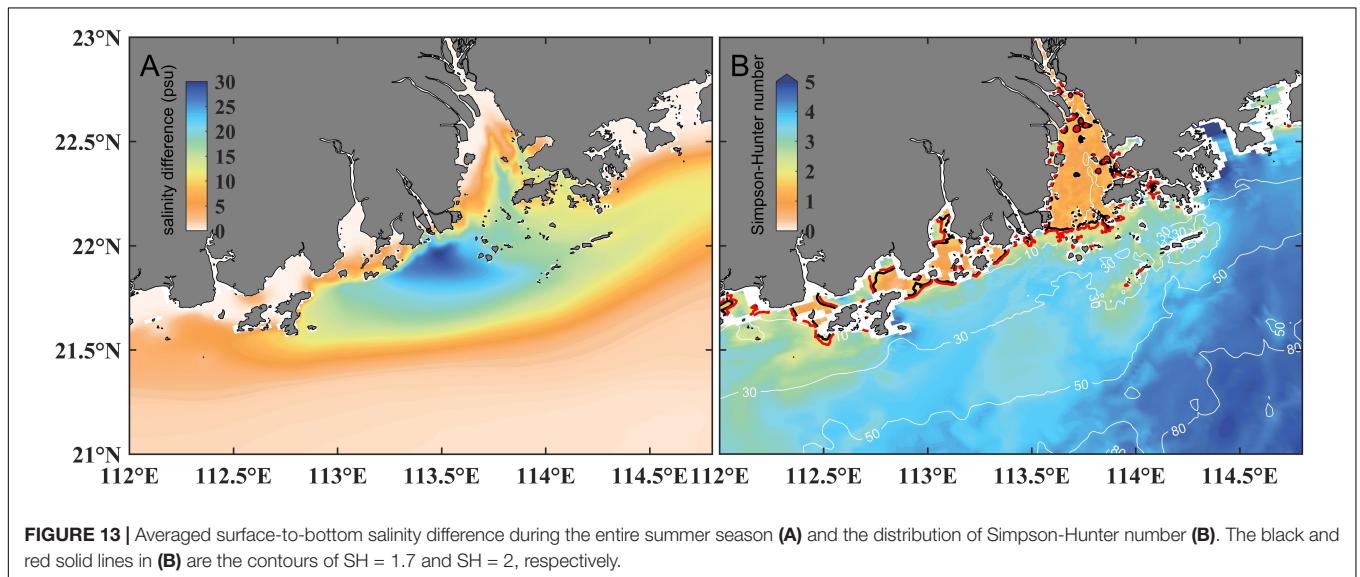 23°N
22.5°N
22°N
21.5°N
21°N
A
salinity difference (psu)
30
25
20
15
10
5
0
112°E
112.5°E
113°E
113.5°E
114°E
114.5°E
B
Simpson-Hunter number
5
4
3
2
1
0
30
30
30
30
10
10
30
50
50
50
80
80
80
112°E
112.5°E
113°E
113.5°E
114°E
114.5°E
FIGURE 13 | Averaged surface-to-bottom salinity difference during the entire summer season (A) and the distribution of Simpson-Hunter number (B). The black and
red solid lines in (B) are the contours of SH = 1.7 and SH = 2, respectively.